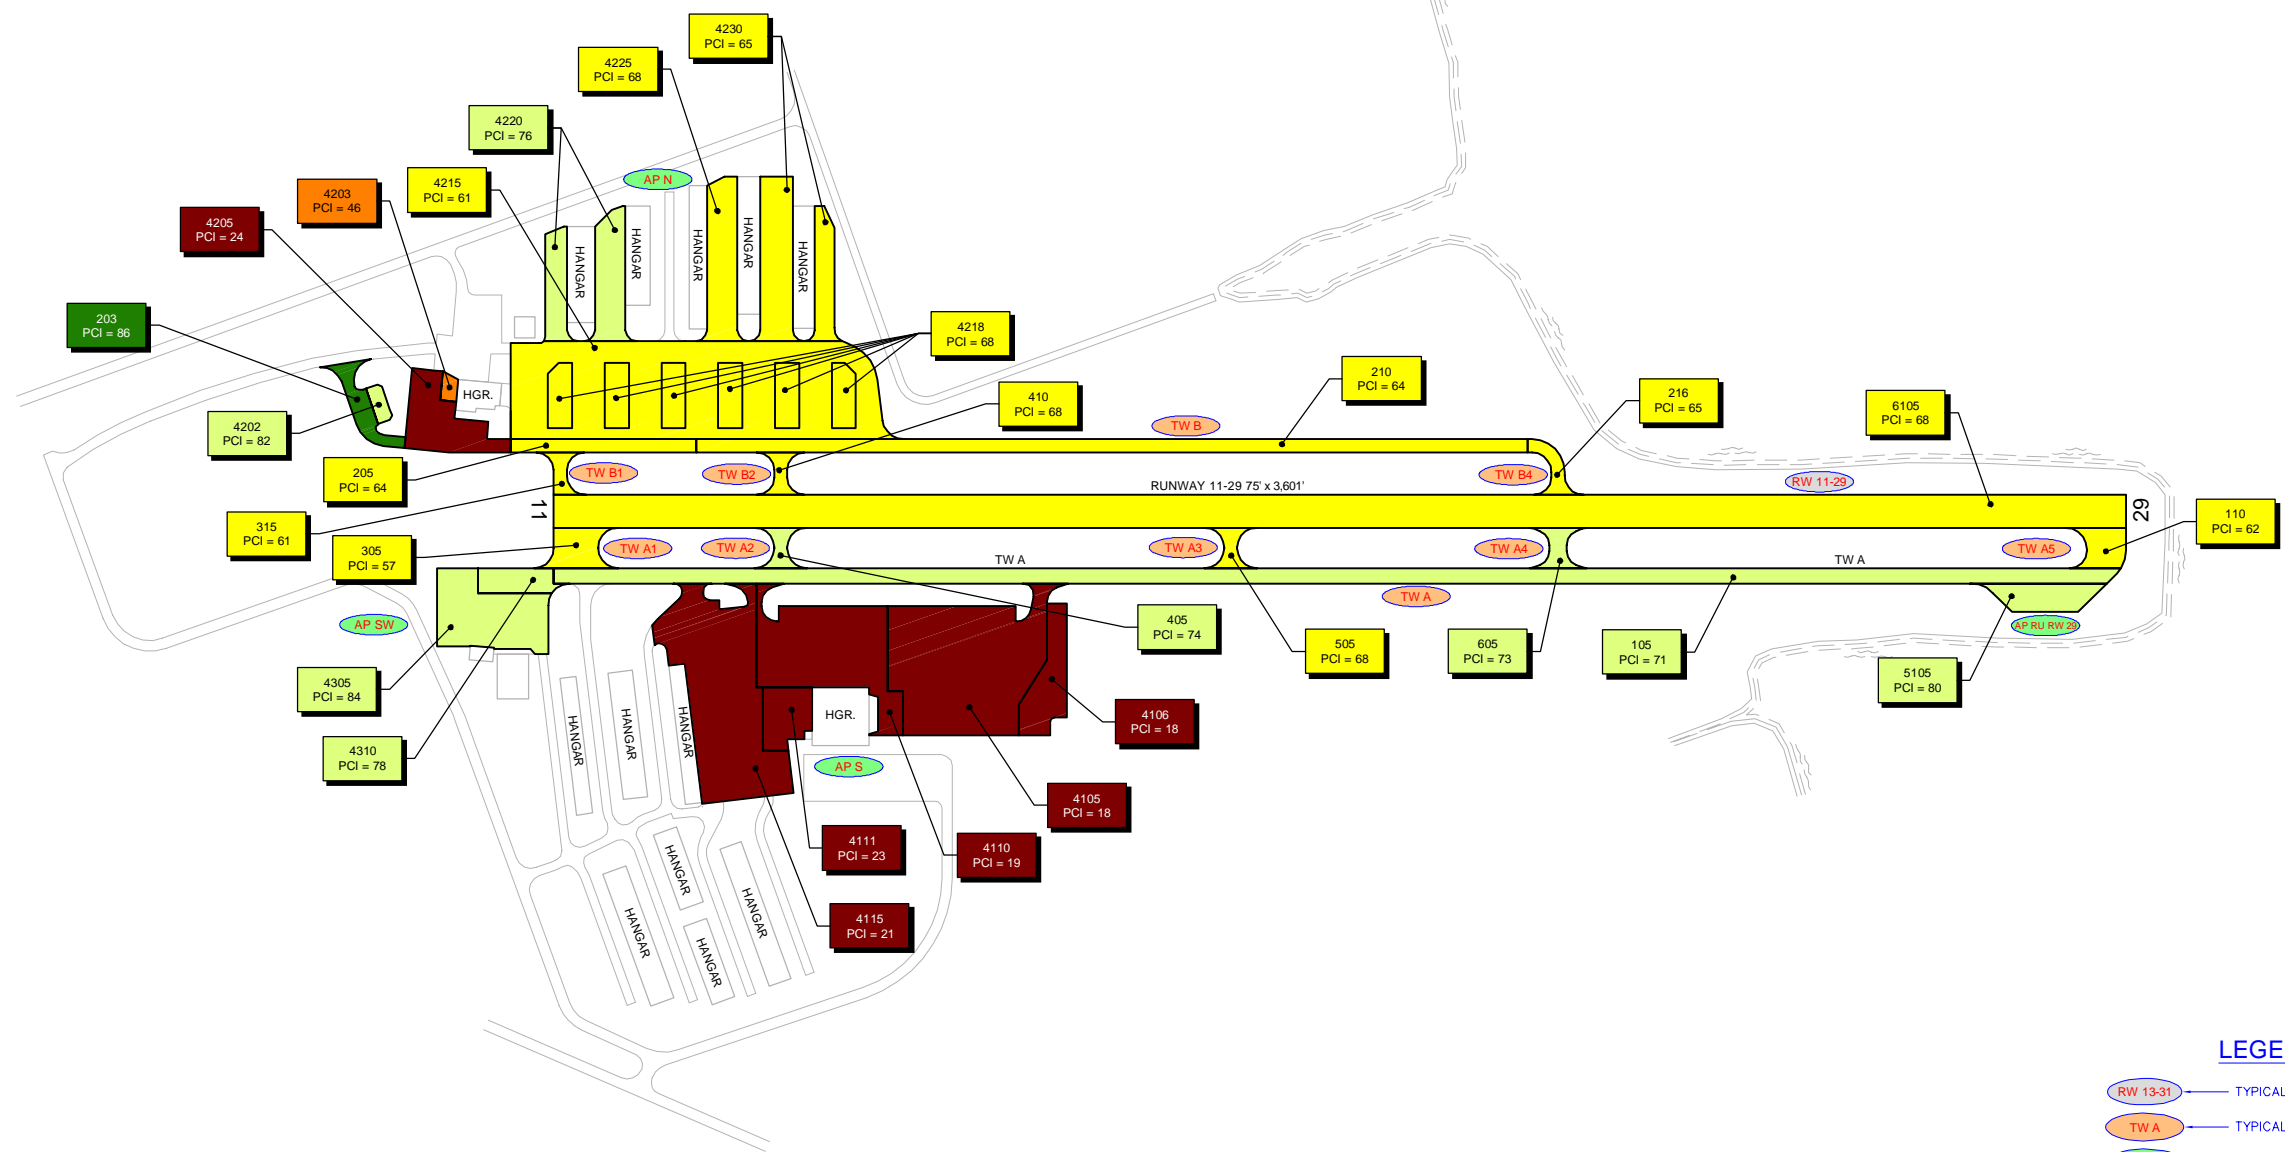 4230
PCI = 65
4225
PCI = 68
4220
PCI = 76
4215
PCI = 61
4203
PCI = 46
4205
PCI = 24
203
PCI = 86
4202
PCI = 82
205
PCI = 64
315
PCI = 61
305
PCI = 57
4305
PCI = 84
4310
PCI = 78
AP N
HANGAR
HANGAR
HANGAR
HANGAR
HANGAR
HGR.
4218
PCI = 68
410
PCI = 68
210
PCI = 64
216
PCI = 65
6105
PCI = 68
110
PCI = 62
TW B
TW B1
TW B2
TW B4
RW 11-29
RUNWAY 11-29 75' x 3,601'
11
29
TW A1
TW A2
TW A3
TW A4
TW A5
TW A
TW A
TW A
AP SW
AP RU RW 29
405
PCI = 74
505
PCI = 68
605
PCI = 73
105
PCI = 71
5105
PCI = 80
HANGAR
HANGAR
HANGAR
HGR.
AP S
4106
PCI = 18
4105
PCI = 18
4110
PCI = 19
4111
PCI = 23
4115
PCI = 21
HANGAR
HANGAR
HANGAR
HANGAR
LEGE
RW 13-31
TYPICAL
TW A
TYPICAL